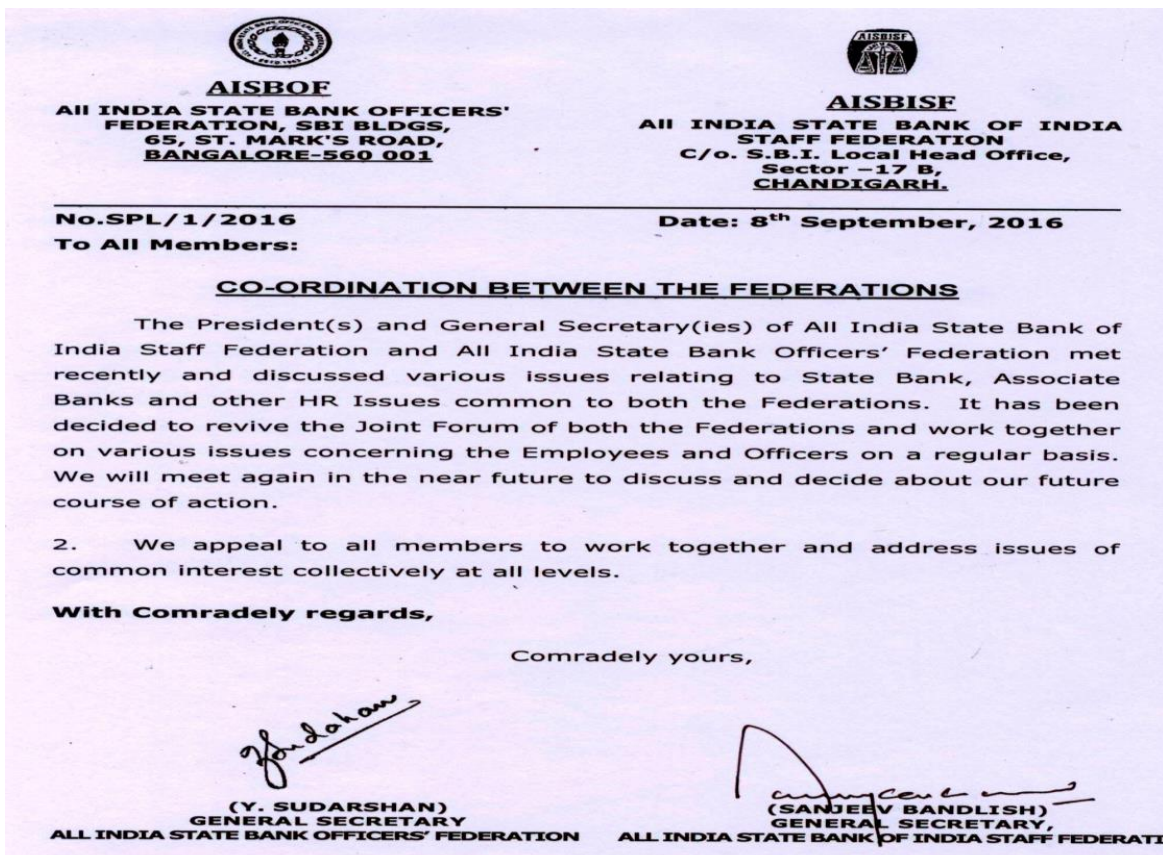 AISBOF
All INDIA STATE BANK OFFICERS'
FEDERATION, SBI BLDGS,
65, ST. MARK'S ROAD,
BANGALORE-560 001
AISBISF
AISBISF
All INDIA STATE BANK OF INDIA
STAFF FEDERATION
C/o. S.B.I. Local Head Office,
Sector –17 B,
CHANDIGARH.
No.SPL/1/2016
Date: 8th September, 2016
To All Members:
CO-ORDINATION BETWEEN THE FEDERATIONS
The President(s) and General Secretary(ies) of All India State Bank of
India Staff Federation and All India State Bank Officers' Federation met
recently and discussed various issues relating to State Bank, Associate
Banks and other HR Issues common to both the Federations. It has been
decided to revive the Joint Forum of both the Federations and work together
on various issues concerning the Employees and Officers on a regular basis.
We will meet again in the near future to discuss and decide about our future
course of action.
2. We appeal to all members to work together and address issues of
common interest collectively at all levels.
With Comradely regards,
Comradely yours,
(Y. SUDARSHAN)
GENERAL SECRETARY
ALL INDIA STATE BANK OFFICERS' FEDERATION
(SANJEEV BANDLISH)
GENERAL SECRETARY,
ALL INDIA STATE BANK OF INDIA STAFF FEDERATI